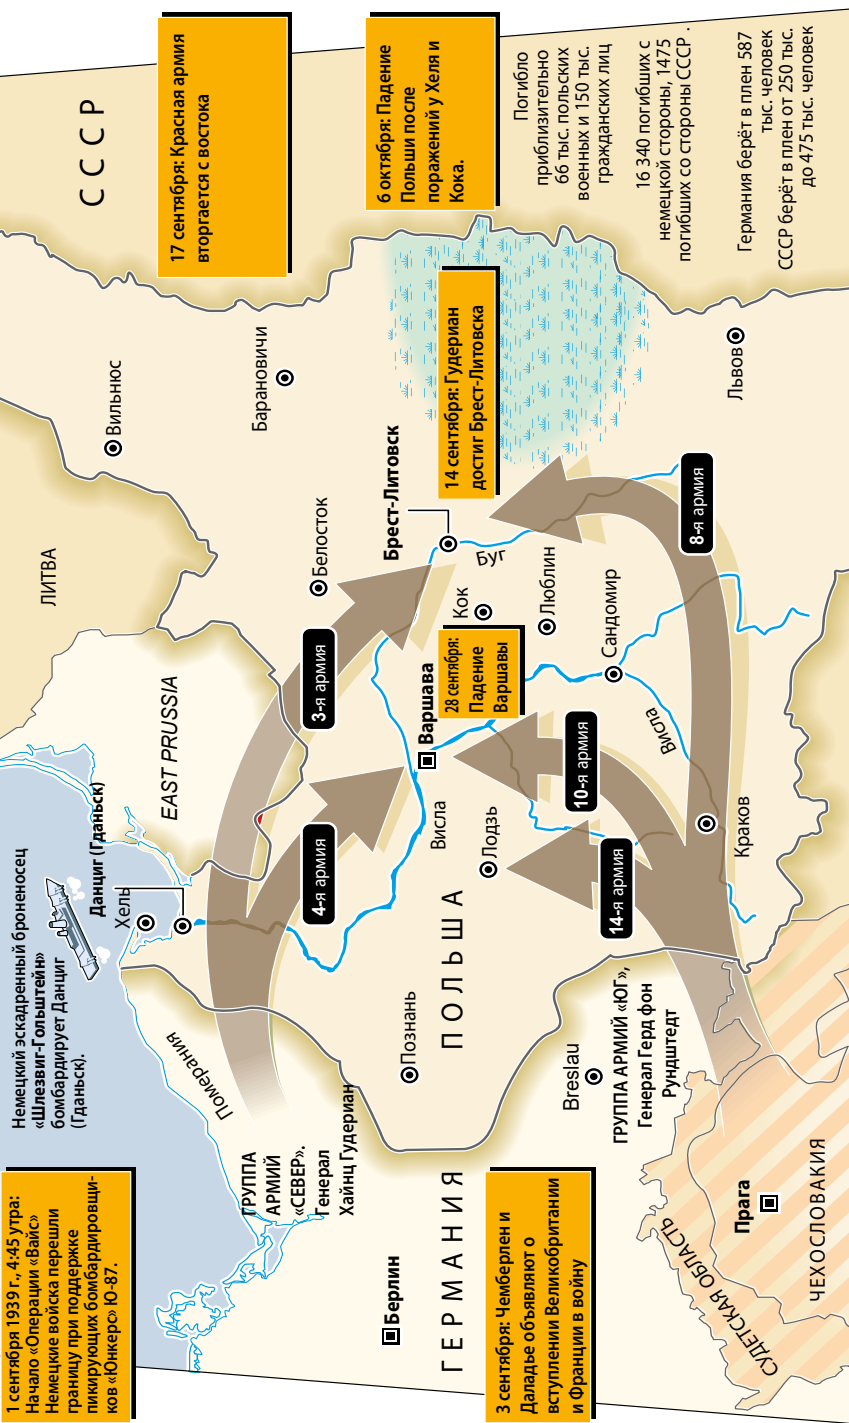 1 сентября 1939 г., 4:45 утра:
Начало «Операции «Вайс»
Немецкие войска перешли
границу при поддержке
пикирующих бомбардировщи-
ков «Юнкерс» Ю-87.
Немецкий эскадренный броненосец
«Шлезвиг-Гольштейн»
бомбардирует Данциг
(Гданьск).
Данциг (Гданьск)
Хель
Померания
EAST PRUSSIA
ЛИТВА
Вильнюс
СССР
17 сентября: Красная армия
вторгается с востока
Барановичи
Белосток
3-я армия
4-я армия
ГРУППА
АРМИЙ
«СЕВЕР».
Генерал
Хайнц Гудериан
Берлин
ГЕРМАНИЯ
Познань
ПОЛЬША
Висла
Варшава
28 сентября:
Падение
Варшавы
Брест-Литовск
Буг
Кок
Люблин
14 сентября: Гудериан
достиг Брест-Литовска
6 октября: Падение
Польши после
поражений у Хеля и
Кока.
Погибло
приблизительно
66 тыс. польских
военных и 150 тыс.
гражданских лиц
16 340 погибших с
немецкой стороны, 1475
погибших со стороны СССР .
Германия берёт в плен 587
тыс. человек
СССР берёт в плен от 250 тыс.
до 475 тыс. человек
3 сентября: Чемберлен и
Даладье объявляют о
вступлении Великобритании
и Франции в войну
Breslau
ГРУППА АРМИЙ «ЮГ»,
Генерал Герд фон
Рундштедт
Лодзь
10-я армия
14-я армия
Сандомир
Висла
Краков
8-я армия
Львов
СУДЕТСКАЯ ОБЛАСТЬ
Прага
ЧЕХОСЛОВАКИЯ